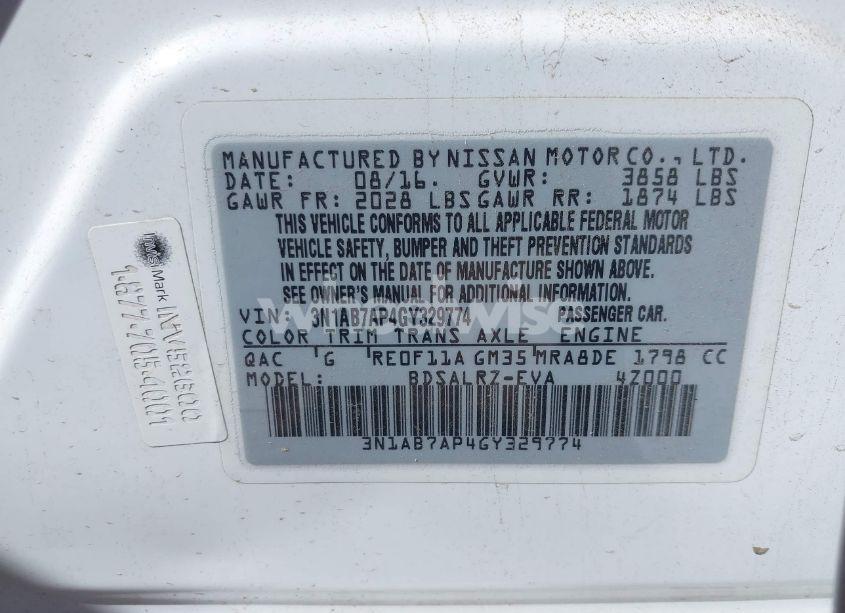 MANUFACTURED BY NISSAN MOTOR CO., LTD.
DATE: 08/16. GVWR: 3858 LBS
GAWR FR: 2028 LBS GAWR RR: 1874 LBS
THIS VEHICLE CONFORMS TO ALL APPLICABLE FEDERAL MOTOR
VEHICLE SAFETY, BUMPER AND THEFT PREVENTION STANDARDS
IN EFFECT ON THE DATE OF MANUFACTURE SHOWN ABOVE.
SEE OWNER'S MANUAL FOR ADDITIONAL INFORMATION.
VIN: 3N1AB7AP4GY329774 PASSENGER CAR.
COLOR TRIM TRANS AXLE ENGINE
QAC G RE0F11A GM35 MRA8DE 1798 CC
MODEL: BDSALRZ-EVA 4Z000
3N1AB7AP4GY329774
Mark